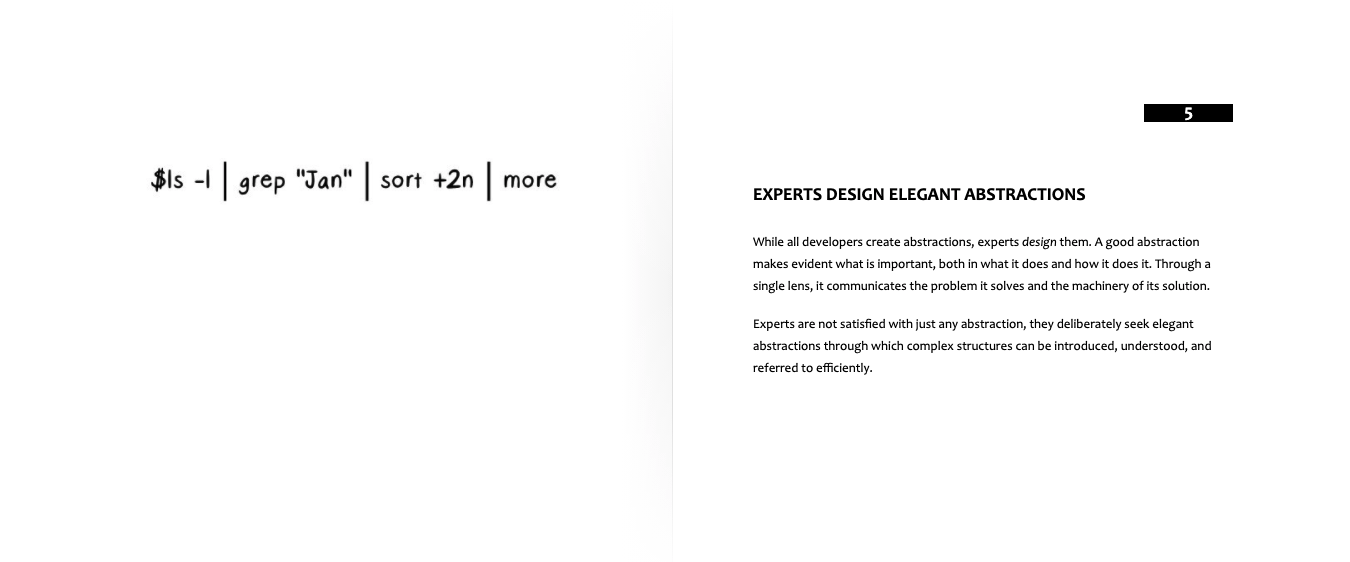 $ls -l | grep "Jan" | sort +2n | more
5
EXPERTS DESIGN ELEGANT ABSTRACTIONS
While all developers create abstractions, experts design them. A good abstraction
makes evident what is important, both in what it does and how it does it. Through a
single lens, it communicates the problem it solves and the machinery of its solution.
Experts are not satisfied with just any abstraction, they deliberately seek elegant
abstractions through which complex structures can be introduced, understood, and
referred to efficiently.